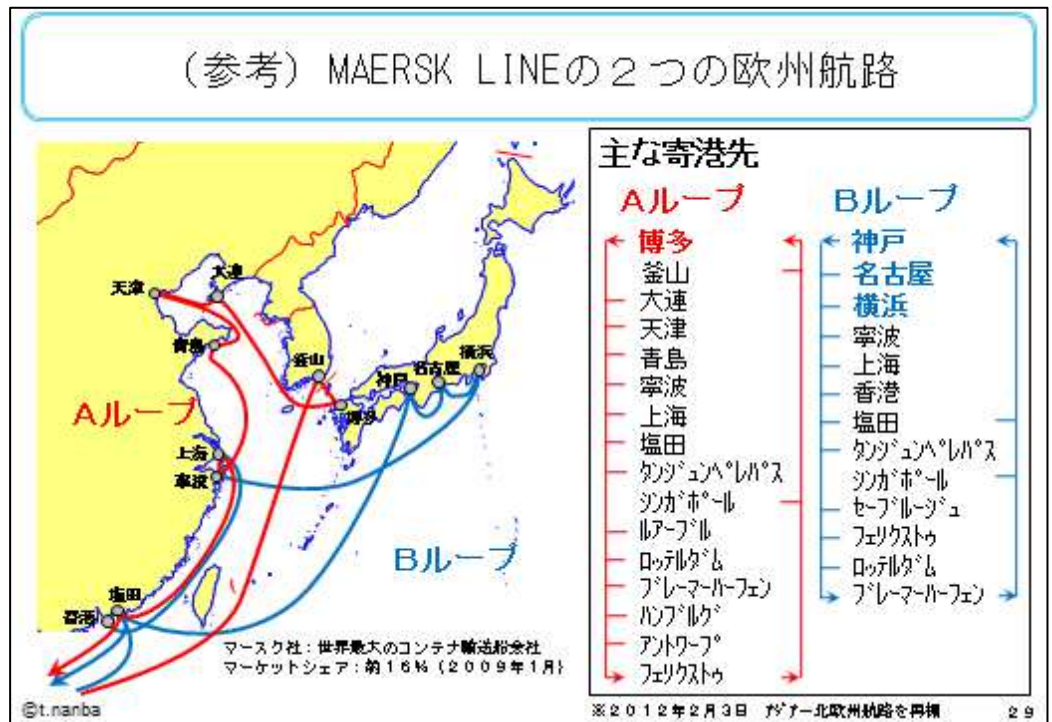 (参考) MAERSK LINEの２つの欧州航路
天津
大連
青島
釜山
神戸
名古屋
横浜
博多
Aループ
上海
寧波
Bループ
塩田
香港
マースク社：世界最大のコンテナ輸送船会社
マーケットシェア：約１６％（２００９年１月）
主な寄港先
Aループ
博多
釜山
大連
天津
青島
寧波
上海
塩田
ﾀﾝｼﾞｭﾝﾍﾟﾚﾊﾟｽ
ｼﾝｶﾞﾎﾟｰﾙ
ﾙｱｰﾌﾞﾙ
ﾛｯﾃﾙﾀﾞﾑ
ﾌﾞﾚｰﾏｰﾊｰﾌｪﾝ
ﾊﾝﾌﾞﾙｸﾞ
ｱﾝﾄﾜｰﾌﾟ
ﾌｪﾘｸｽﾄｩ
Bループ
神戸
名古屋
横浜
寧波
上海
香港
塩田
ﾀﾝｼﾞｭﾝﾍﾟﾚﾊﾟｽ
ｼﾝｶﾞﾎﾟｰﾙ
ｾｰﾌﾞﾙｰｼﾞｭ
ﾌｪﾘｸｽﾄｩ
ﾛｯﾃﾙﾀﾞﾑ
ﾌﾞﾚｰﾏｰﾊｰﾌｪﾝ
©t.nanba
※２０１２年２月３日　ｱｼﾞｱｰ北欧州航路を再編
２９